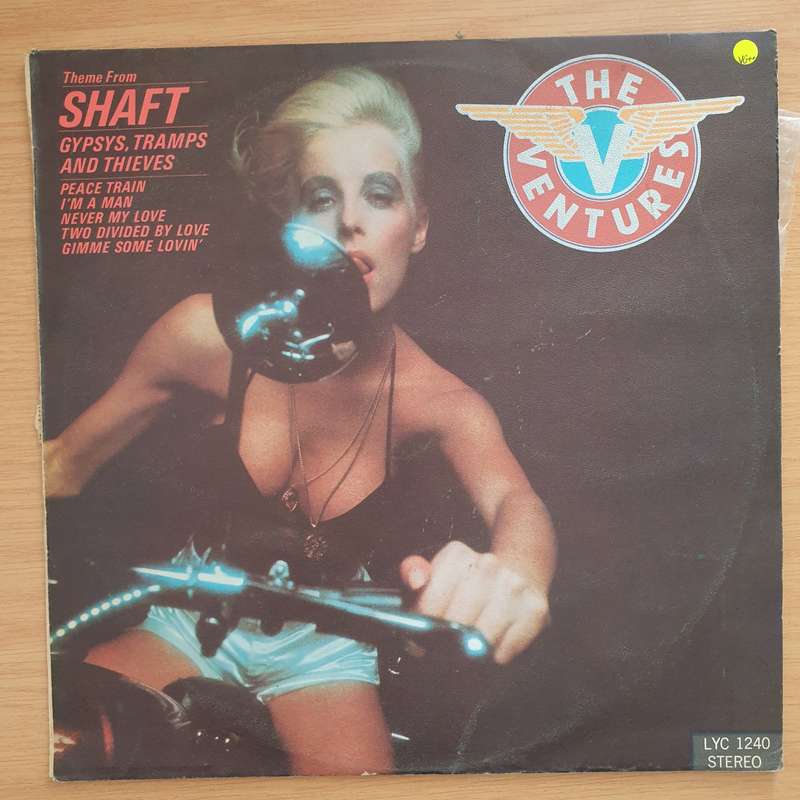 Theme From
SHAFT
GYPSYS, TRAMPS
AND THIEVES
PEACE TRAIN
I'M A MAN
NEVER MY LOVE
TWO DIVIDED BY LOVE
GIMME SOME LOVIN'
THE
V
VENTURES
VG++
LYC 1240
STEREO